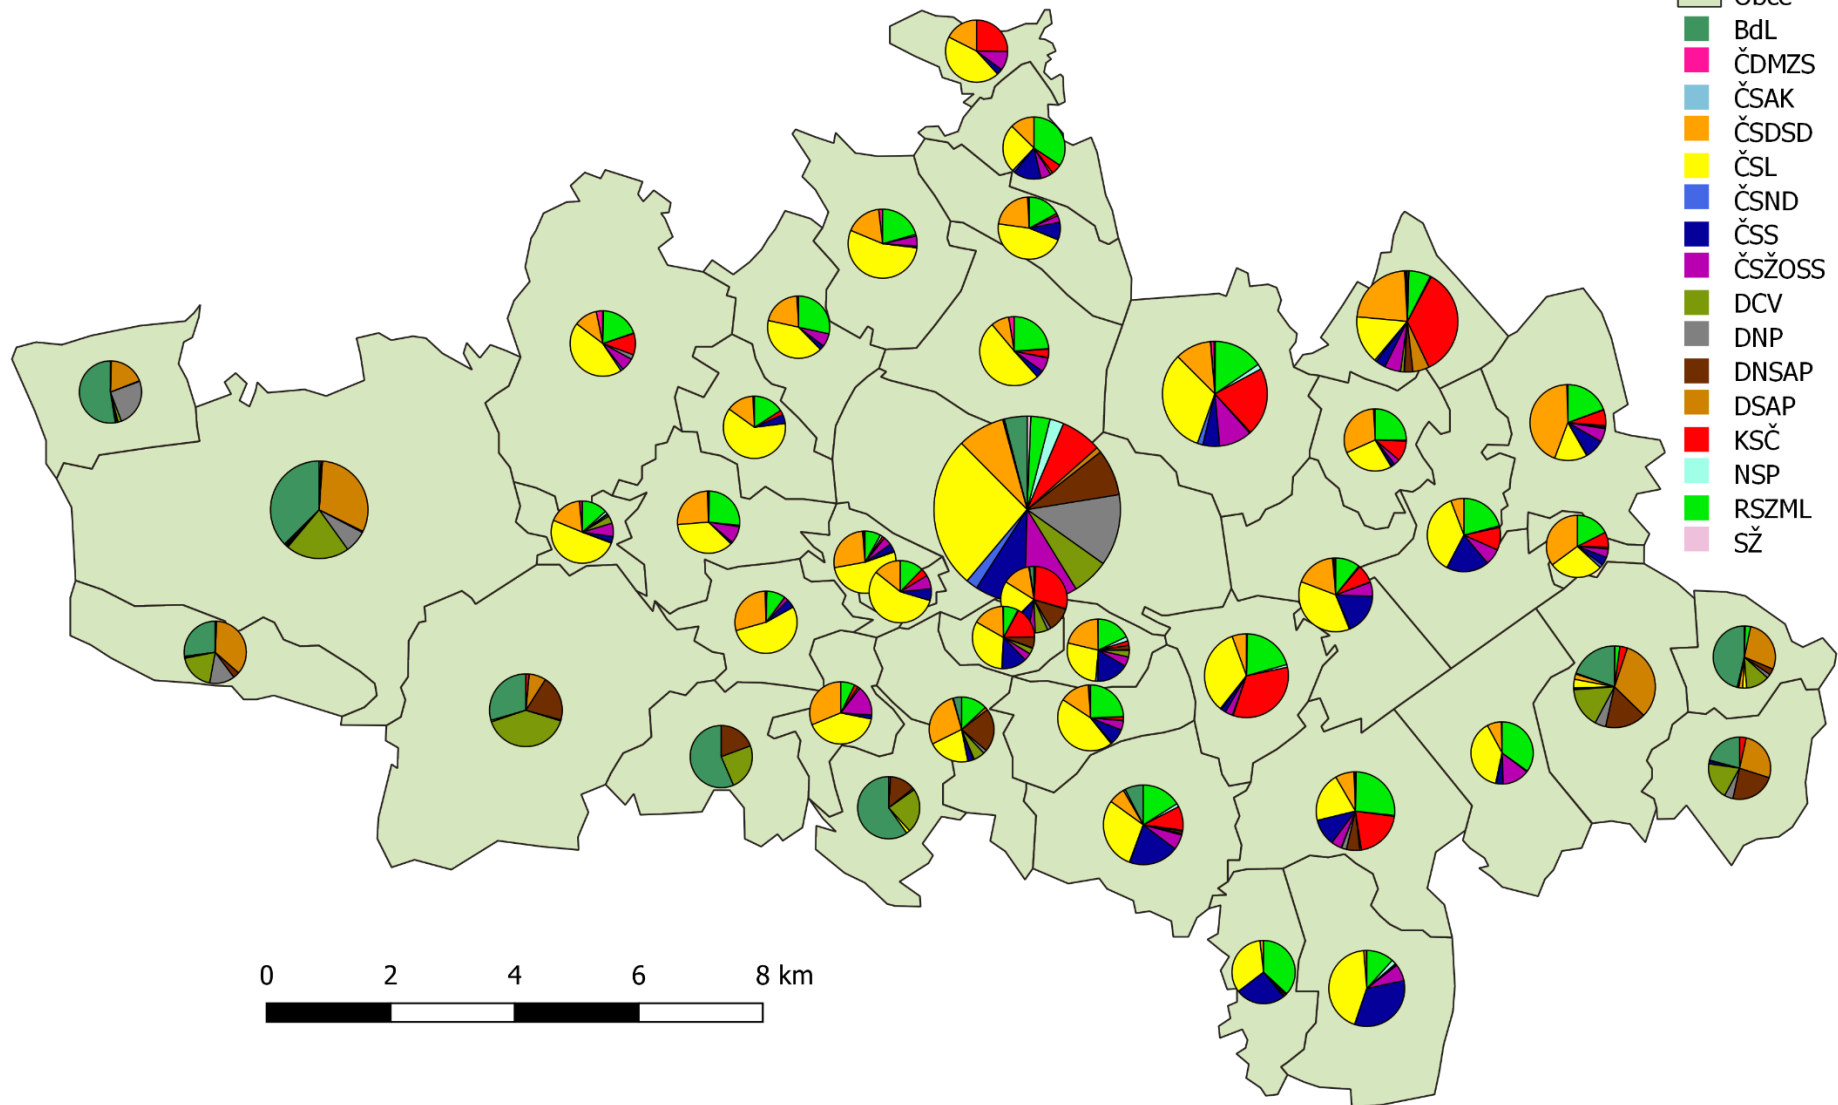 BdL
ČDMZS
ČSAK
ČSDSD
ČSL
ČSND
ČSS
ČSŽOSS
DCV
DNP
DNSAP
DSAP
KSČ
NSP
RSZML
SŽ
0 2 4 6 8 km